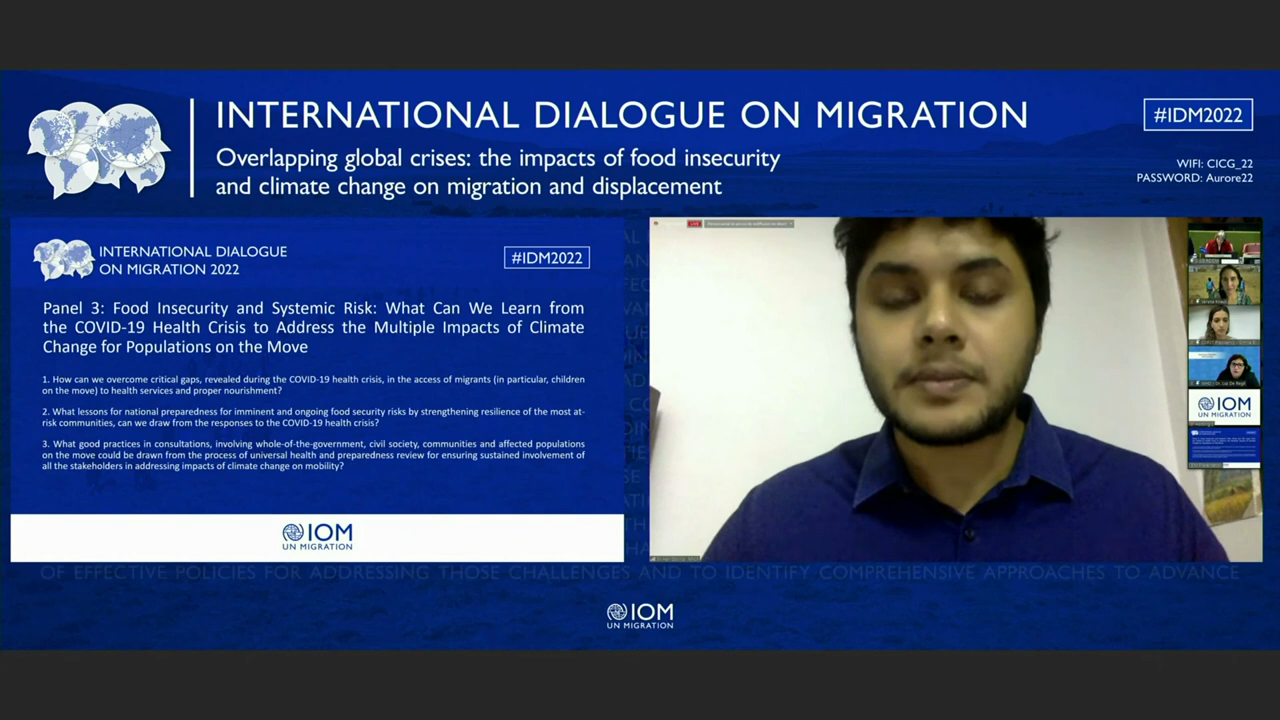 INTERNATIONAL DIALOGUE ON MIGRATION
Overlapping global crises: the impacts of food insecurity
and climate change on migration and displacement
#IDM2022
WIFI: CICG_22
PASSWORD: Aurore22
INTERNATIONAL DIALOGUE
ON MIGRATION 2022
#IDM2022
Panel 3: Food Insecurity and Systemic Risk: What Can We Learn from
the COVID-19 Health Crisis to Address the Multiple Impacts of Climate
Change for Populations on the Move
1. How can we overcome critical gaps, revealed during the COVID-19 health crisis, in the access of migrants (in particular, children
on the move) to health services and proper nourishment?
2. What lessons for national preparedness for imminent and ongoing food security risks by strengthening resilience of the most at-
risk communities, can we draw from the responses to the COVID-19 health crisis?
3. What good practices in consultations, involving whole-of-the-government, civil society, communities and affected populations
on the move could be drawn from the process of universal health and preparedness review for ensuring sustained involvement of
all the stakeholders in addressing impacts of climate change on mobility?
IOM
UN MIGRATION
LIVE
IOM
UN MIGRATION
OF EFFECTIVE POLICIES FOR ADDRESSING THOSE CHALLENGES AND TO IDENTIFY COMPREHENSIVE APPROACHES TO ADVANCE
IOM
UN MIGRATION